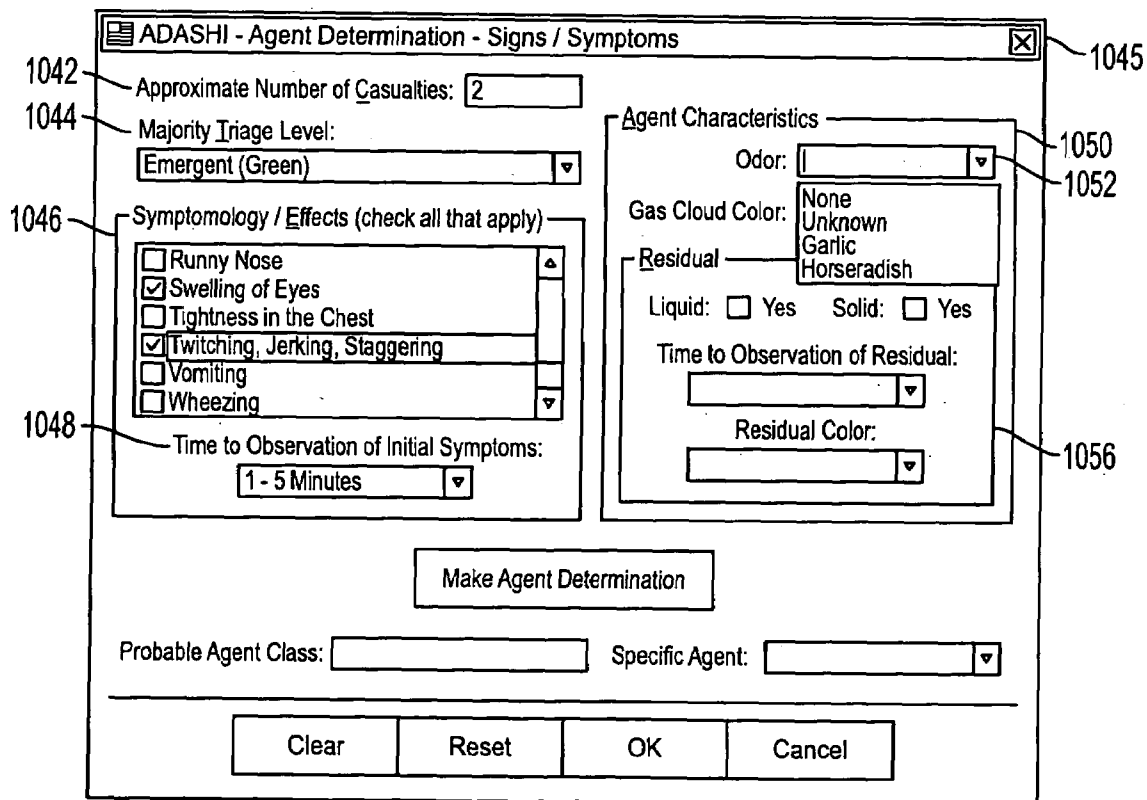 ADASHI - Agent Determination - Signs / Symptoms
1045
1042
Approximate Number of Casualties: 2
1044
Majority Triage Level:
Emergent (Green)
1046
Symptomology / Effects (check all that apply)
Runny Nose
Swelling of Eyes
Tightness in the Chest
Twitching, Jerking, Staggering
Vomiting
Wheezing
1048
Time to Observation of Initial Symptoms:
1 - 5 Minutes
Agent Characteristics
1050
Odor:
1052
None
Unknown
Garlic
Horseradish
Gas Cloud Color:
Residual
Liquid: Yes Solid: Yes
Time to Observation of Residual:
Residual Color:
1056
Make Agent Determination
Probable Agent Class: Specific Agent:
Clear Reset OK Cancel